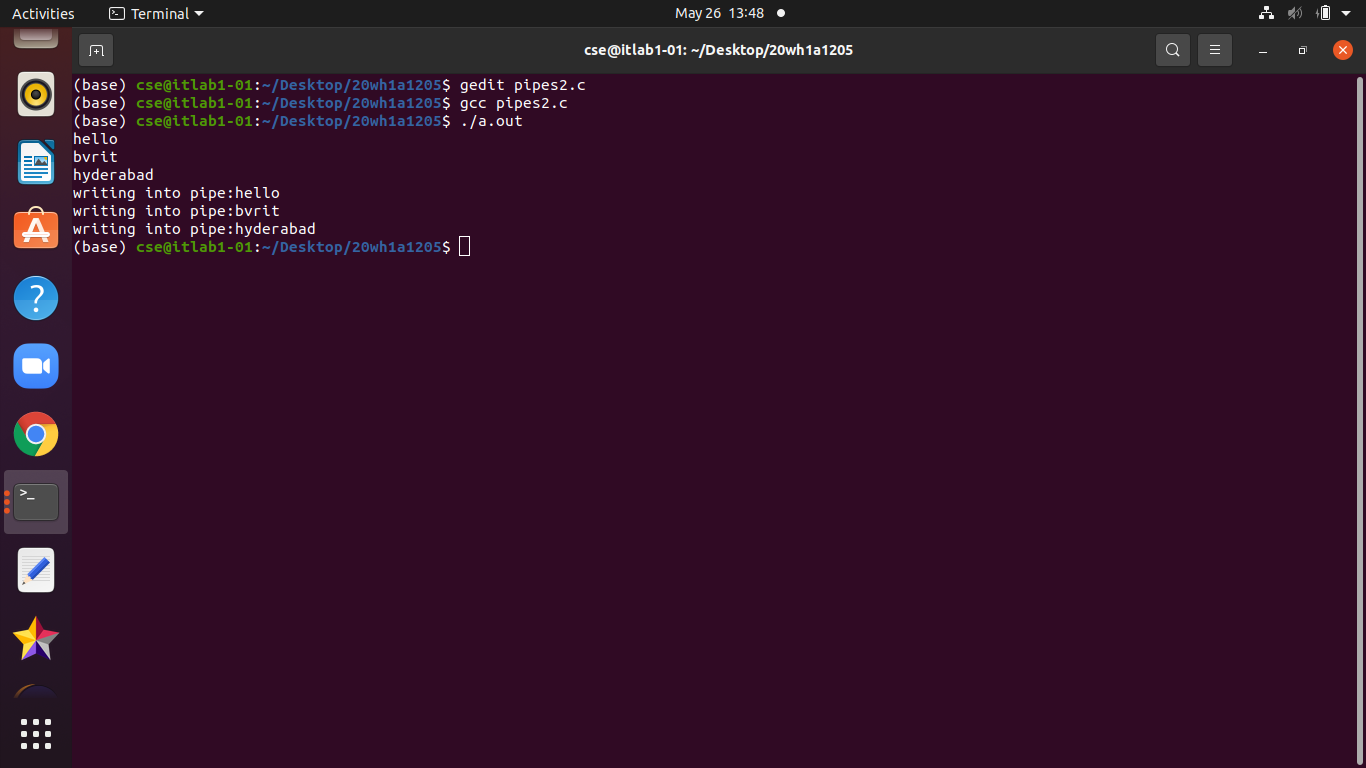 Activities Terminal May 26 13:48
cse@itlab1-01: ~/Desktop/20wh1a1205
(base) cse@itlab1-01:~/Desktop/20wh1a1205$ gedit pipes2.c
(base) cse@itlab1-01:~/Desktop/20wh1a1205$ gcc pipes2.c
(base) cse@itlab1-01:~/Desktop/20wh1a1205$ ./a.out
hello
bvrit
hyderabad
writing into pipe:hello
writing into pipe:bvrit
writing into pipe:hyderabad
(base) cse@itlab1-01:~/Desktop/20wh1a1205$